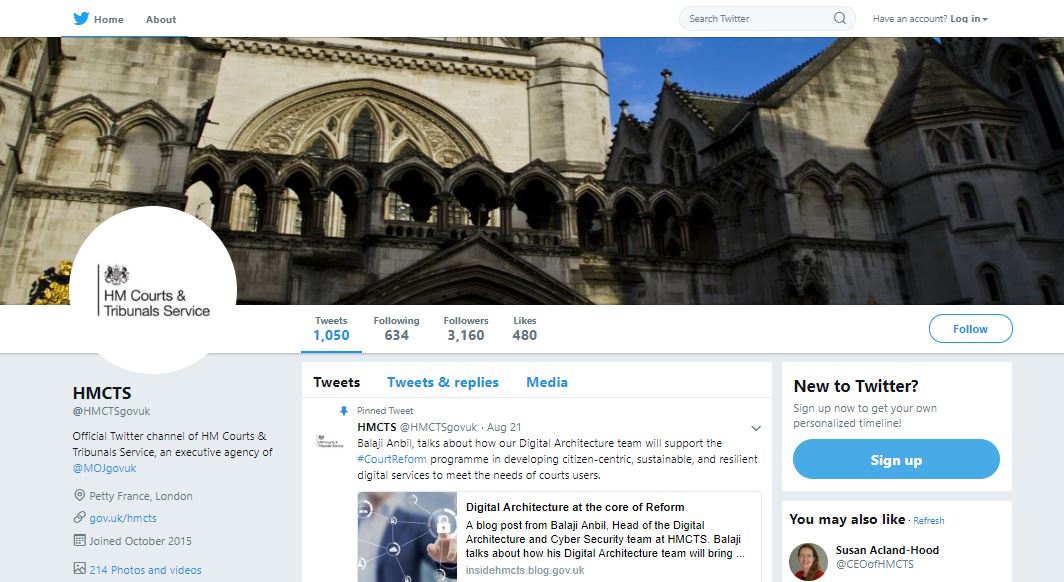 Home
About
Search Twitter
Have an account? Log in
HM Courts &
Tribunals Service
Tweets
1,050
Following
634
Followers
3,160
Likes
480
Follow
HMCTS
@HMCTSgovuk
Official Twitter channel of HM Courts &
Tribunals Service, an executive agency of
@MOJgovuk
Petty France, London
gov.uk/hmcts
Joined October 2015
214 Photos and videos
Tweets
Tweets & replies
Media
Pinned Tweet
HMCTS @HMCTSgovuk · Aug 21
Balaji Anbil, talks about how our Digital Architecture team will support the
#CourtReform programme in developing citizen-centric, sustainable, and resilient
digital services to meet the needs of courts users.
Digital Architecture at the core of Reform
A blog post from Balaji Anbil, Head of the Digital
Architecture and Cyber Security team at HMCTS. Balaji
talks about how his Digital Architecture team will bring ...
insidehmcts.blog.gov.uk
New to Twitter?
Sign up now to get your own
personalized timeline!
Sign up
You may also like · Refresh
Susan Acland-Hood
@CEOofHMCTS